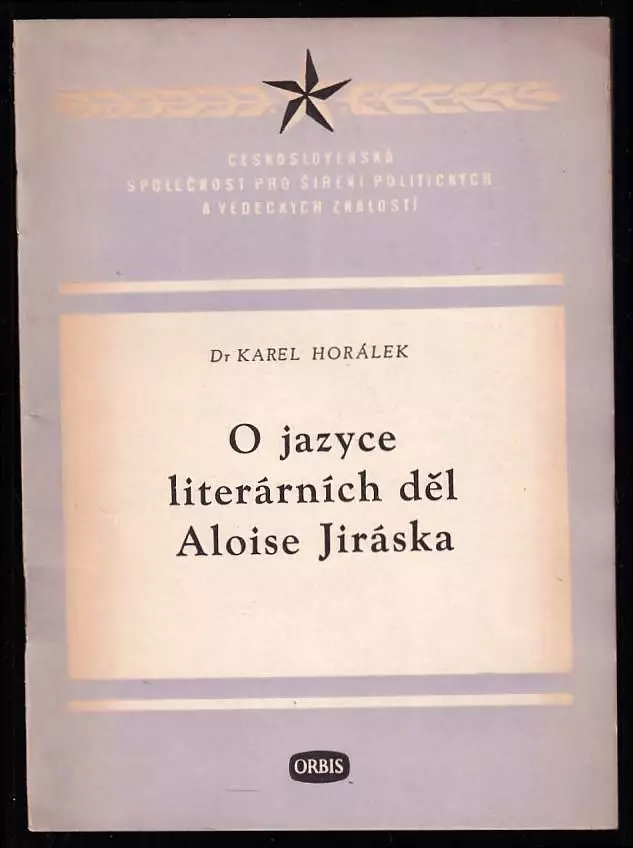 ČESKOSLOVENSKÁ
SPOLEČNOST PRO ŠÍŘENÍ POLITICKÝCH
A VĚDECKÝCH ZNALOSTÍ
Dr KAREL HORÁLEK
O jazyce
literárních děl
Aloise Jiráska
ORBIS